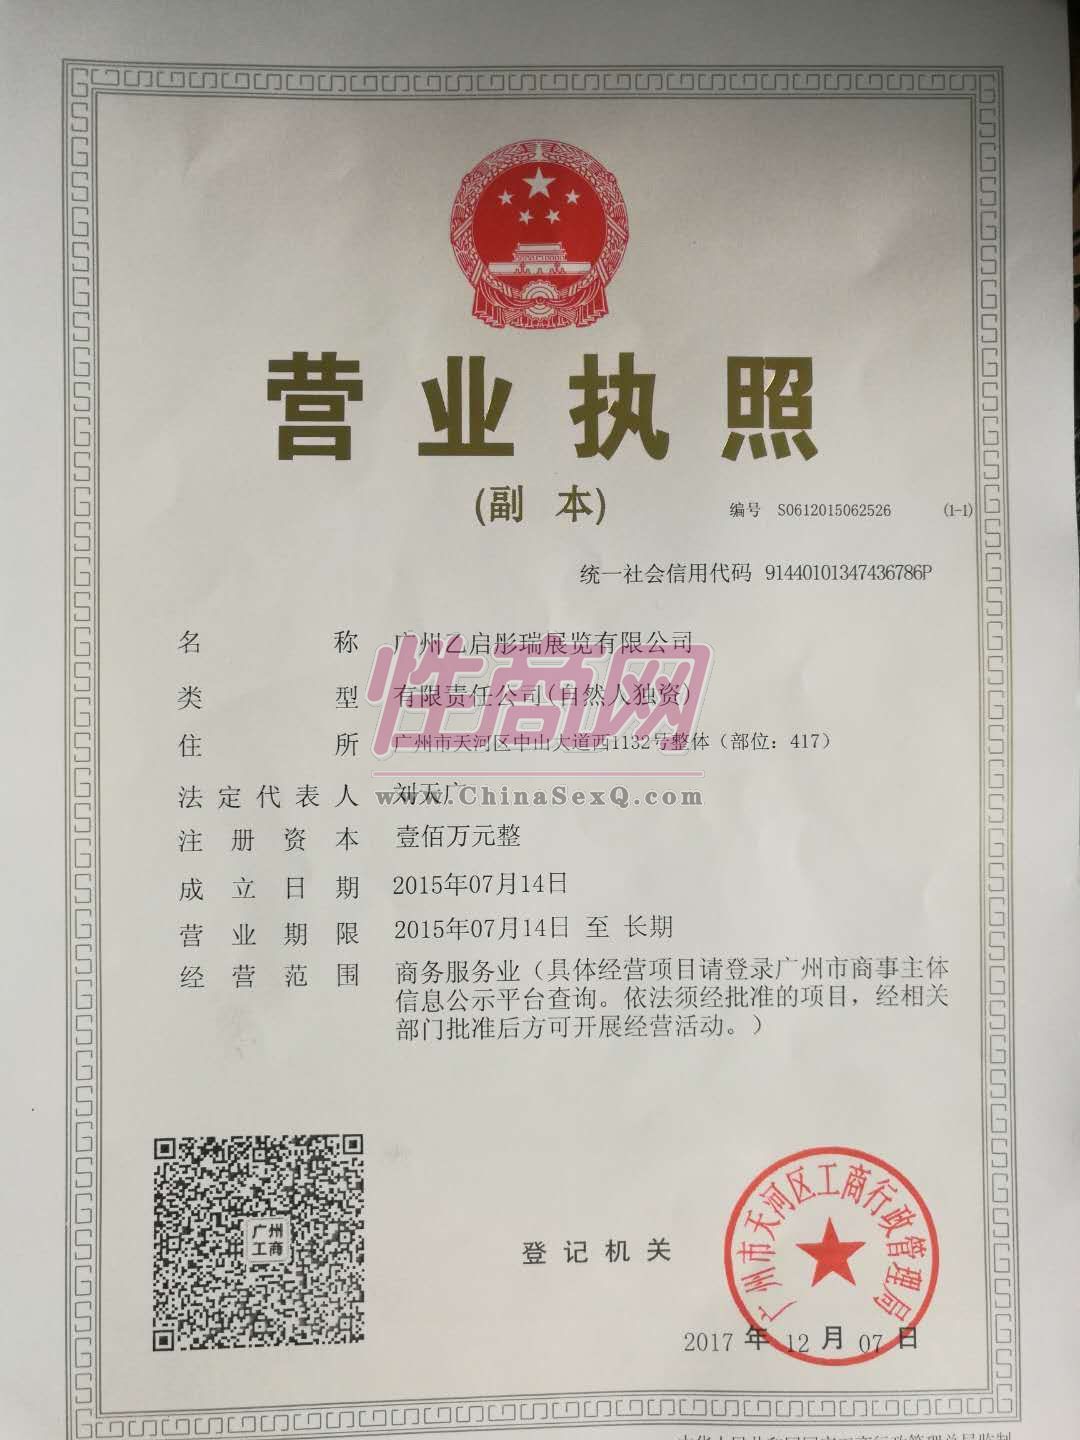 营业执照
(副 本)
编号 S0612015062526 (1-1)
统一社会信用代码 91440101347436786P
名 称 广州乙启彤瑞展览有限公司
类 型 有限责任公司(自然人独资)
住 所 广州市天河区中山大道西1132号整体（部位：417）
法定代表人 刘天广
注 册 资 本 壹佰万元整
成 立 日 期 2015年07月14日
营 业 期 限 2015年07月14日 至 长期
经 营 范 围 商务服务业（具体经营项目请登录广州市商事主体
信息公示平台查询。依法须经批准的项目，经相关
部门批准后方可开展经营活动。）
性商网
www.ChinaSexQ.com
广州
工商
登 记 机 关
广州市天河区工商行政管理局
2017 年 12 月 07 日